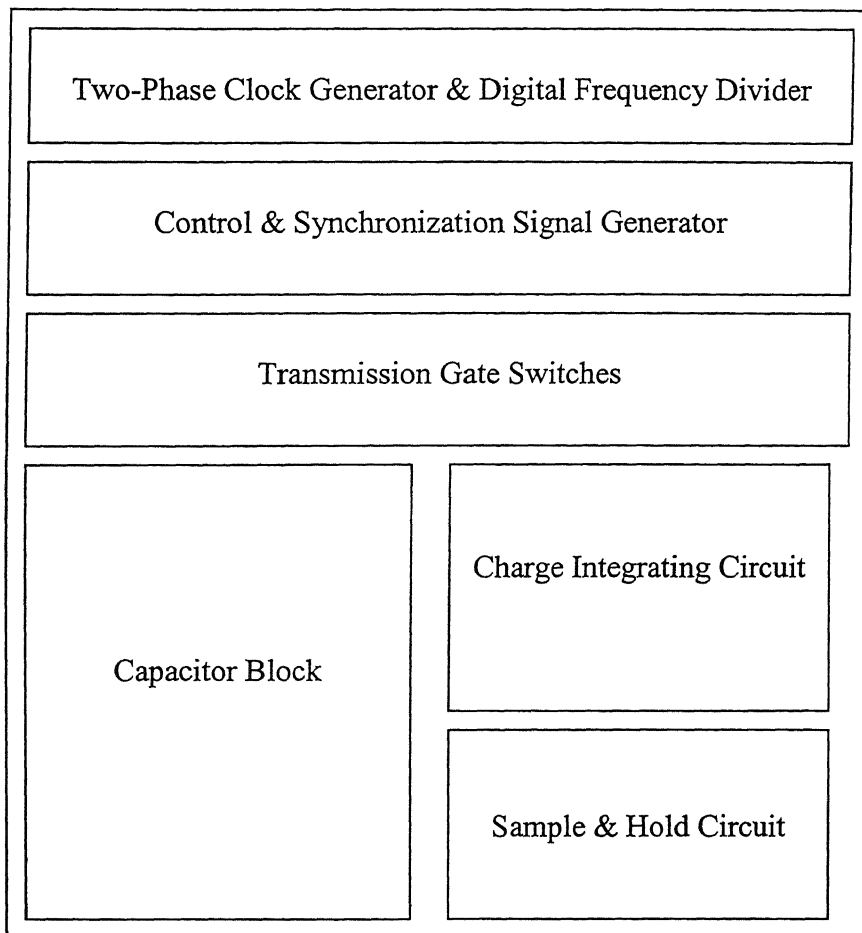 Two-Phase Clock Generator & Digital Frequency Divider
Control & Synchronization Signal Generator
Transmission Gate Switches
Charge Integrating Circuit
Capacitor Block
Sample & Hold Circuit